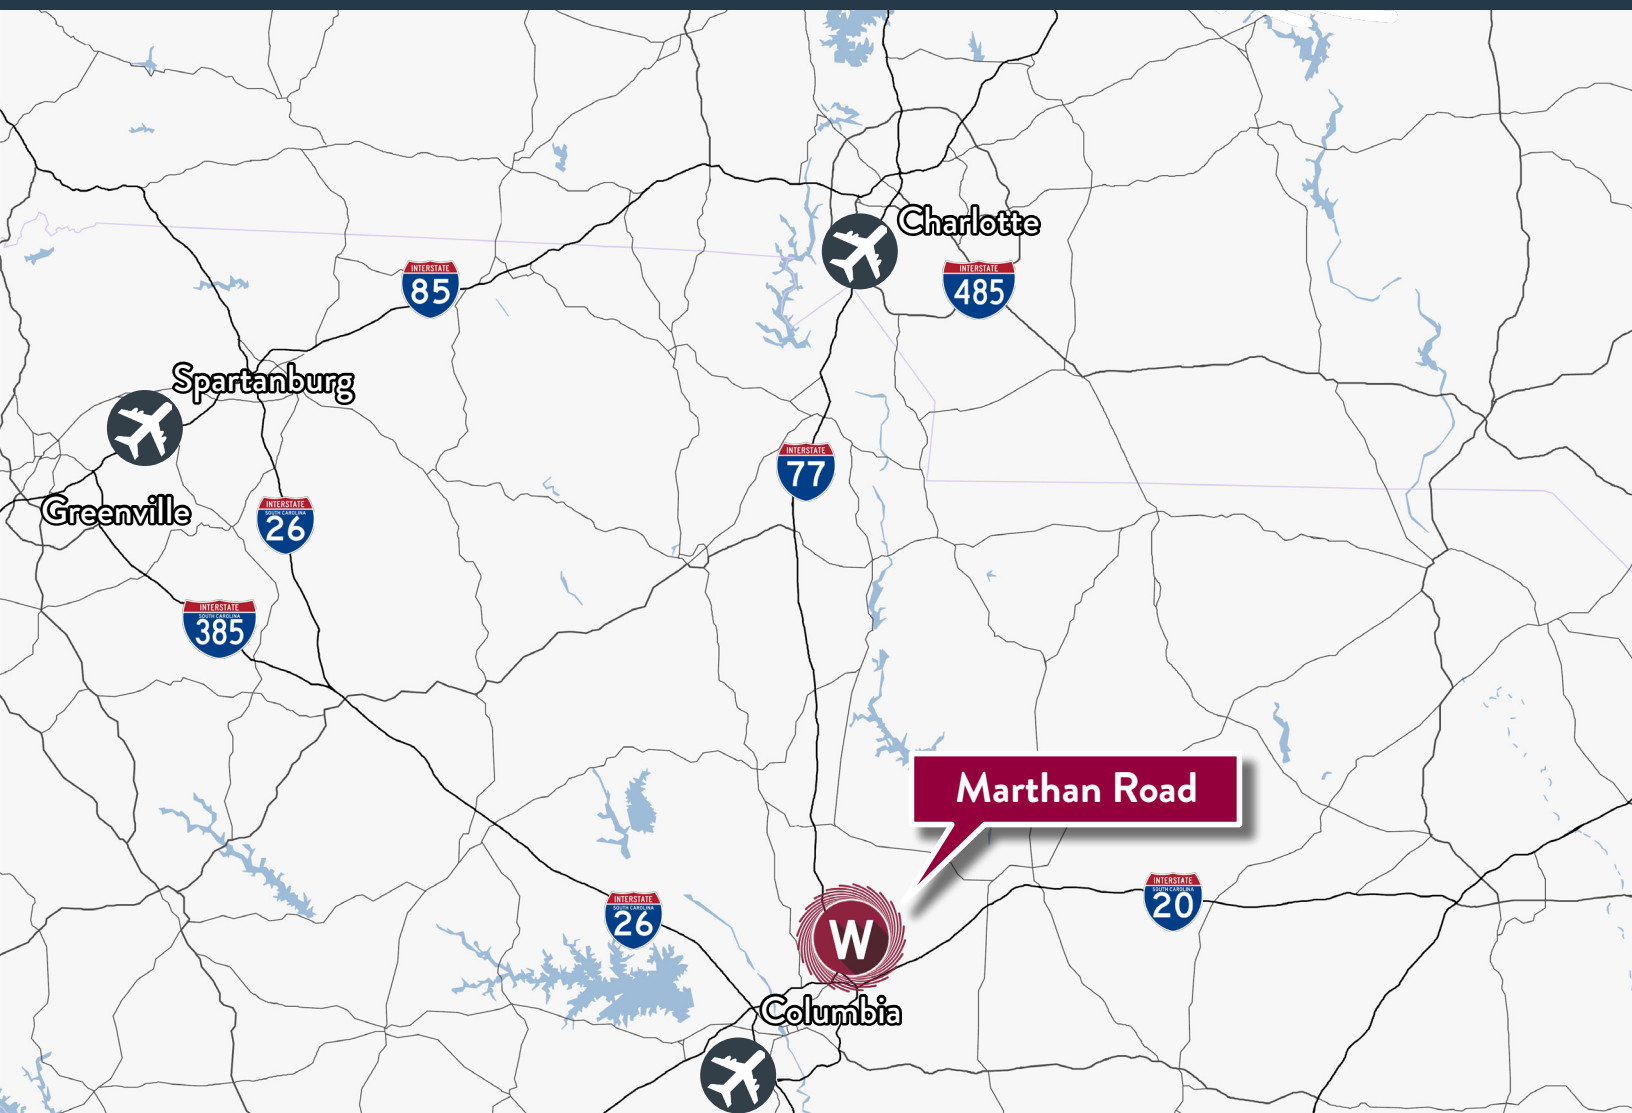 Charlotte
INTERSTATE
85
INTERSTATE
485
Spartanburg
INTERSTATE
77
Greenville
INTERSTATE
SOUTH CAROLINA
26
INTERSTATE
SOUTH CAROLINA
385
Marthan Road
INTERSTATE
SOUTH CAROLINA
20
INTERSTATE
SOUTH CAROLINA
26
W
Columbia